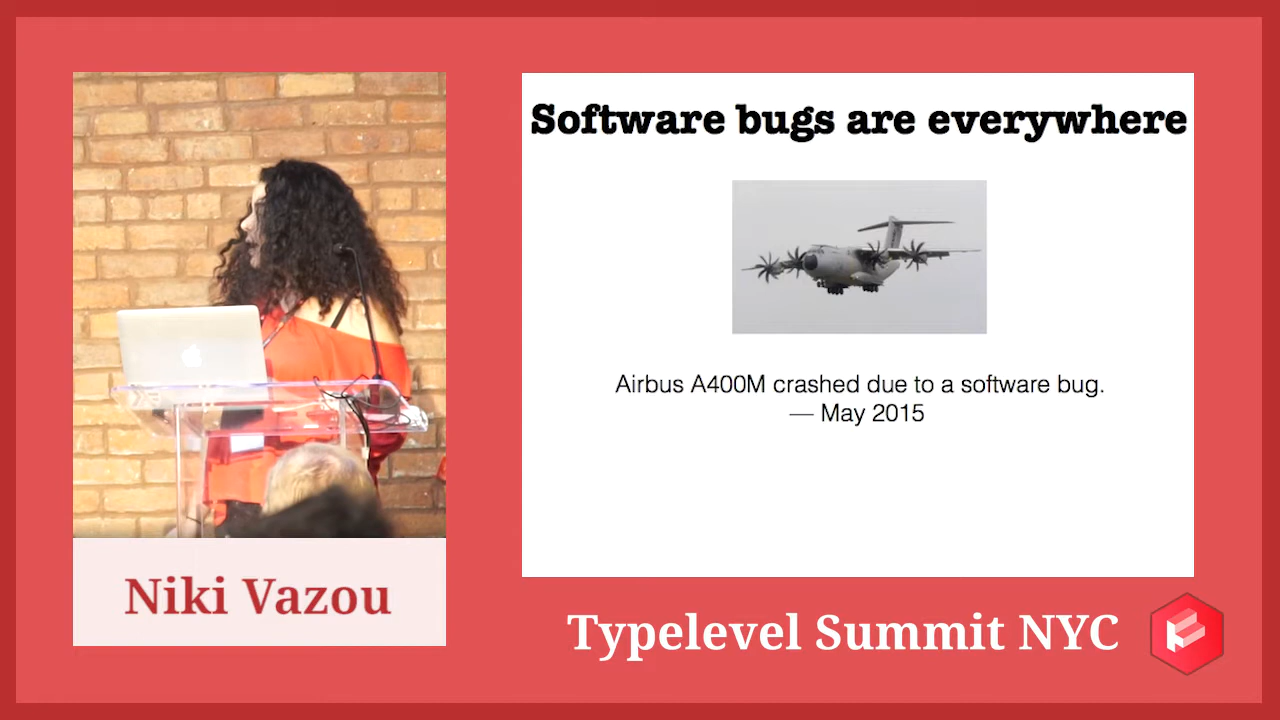 Software bugs are everywhere
Airbus A400M crashed due to a software bug.
— May 2015
Niki Vazou
Typelevel Summit NYC